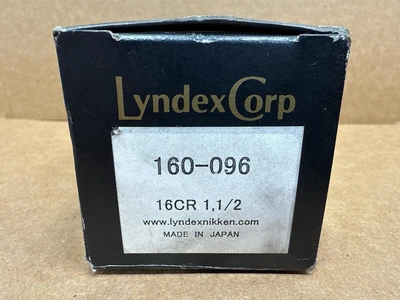 LyndexCorp
160-096
16CR 1,1/2
www.lyndexnikken.com
MADE IN JAPAN